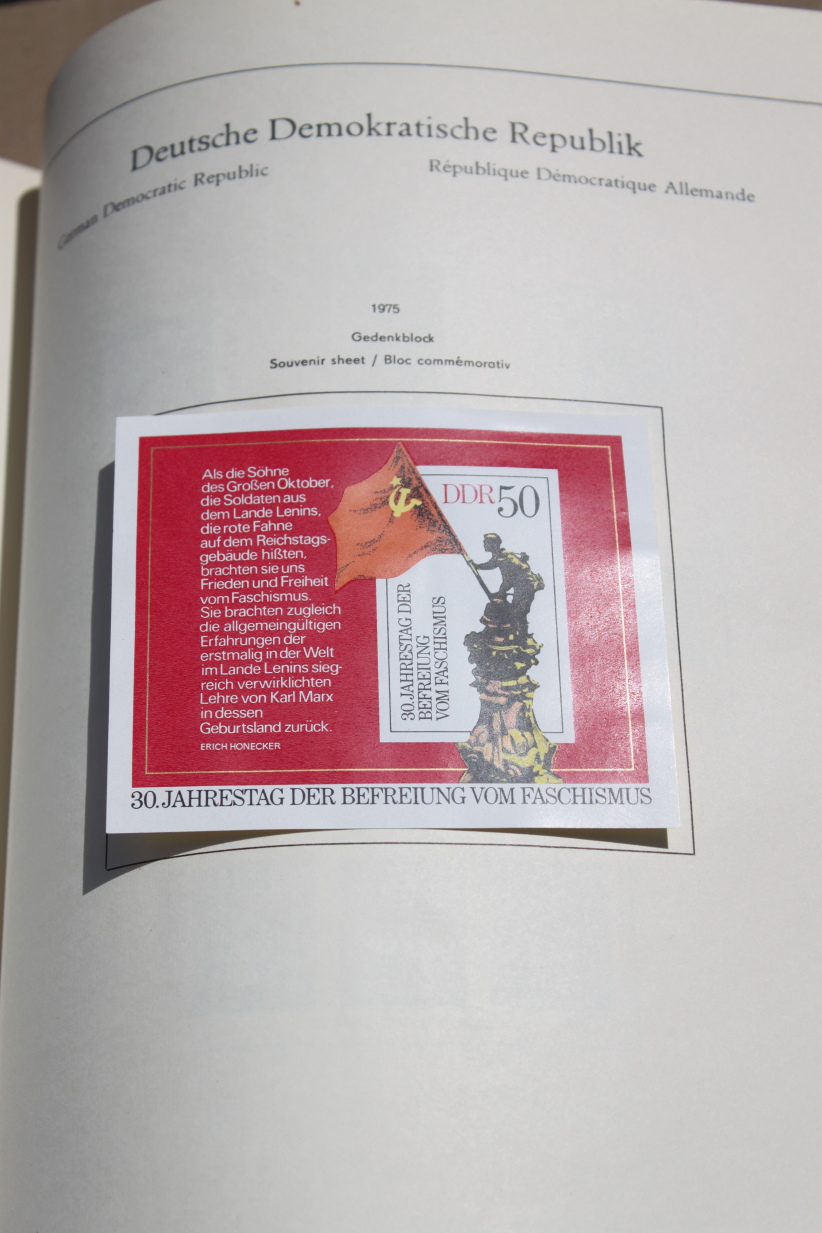 Deutsche Demokratische Republik
German Democratic Republic
République Démocratique Allemande
1975
Gedenkblock
Souvenir sheet / Bloc commémorativ
Als die Söhne
des Großen Oktober,
die Soldaten aus
dem Lande Lenins,
die rote Fahne
auf dem Reichstags-
gebäude hißten,
brachten sie uns
Frieden und Freiheit
vom Faschismus.
Sie brachten zugleich
die allgemeingültigen
Erfahrungen der
erstmalig in der Welt
im Lande Lenins sieg-
reich verwirklichten
Lehre von Karl Marx
in dessen
Geburtsland zurück.
ERICH HONECKER
DDR 50
30. JAHRESTAG DER
BEFREIUNG
VOM FASCHISMUS
30. JAHRESTAG DER BEFREIUNG VOM FASCHISMUS